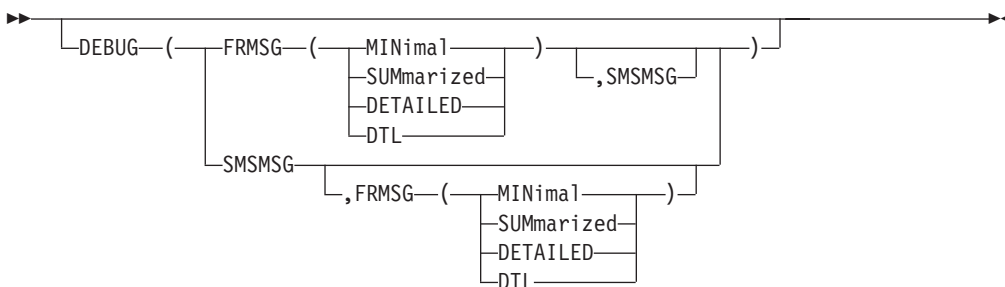 DEBUG ( FRMSG ( MINimal ) )
SUMmarized ,SMSMSG
DETAILED
DTL
SMSMSG
,FRMSG ( MINimal )
SUMmarized
DETAILED
DTL